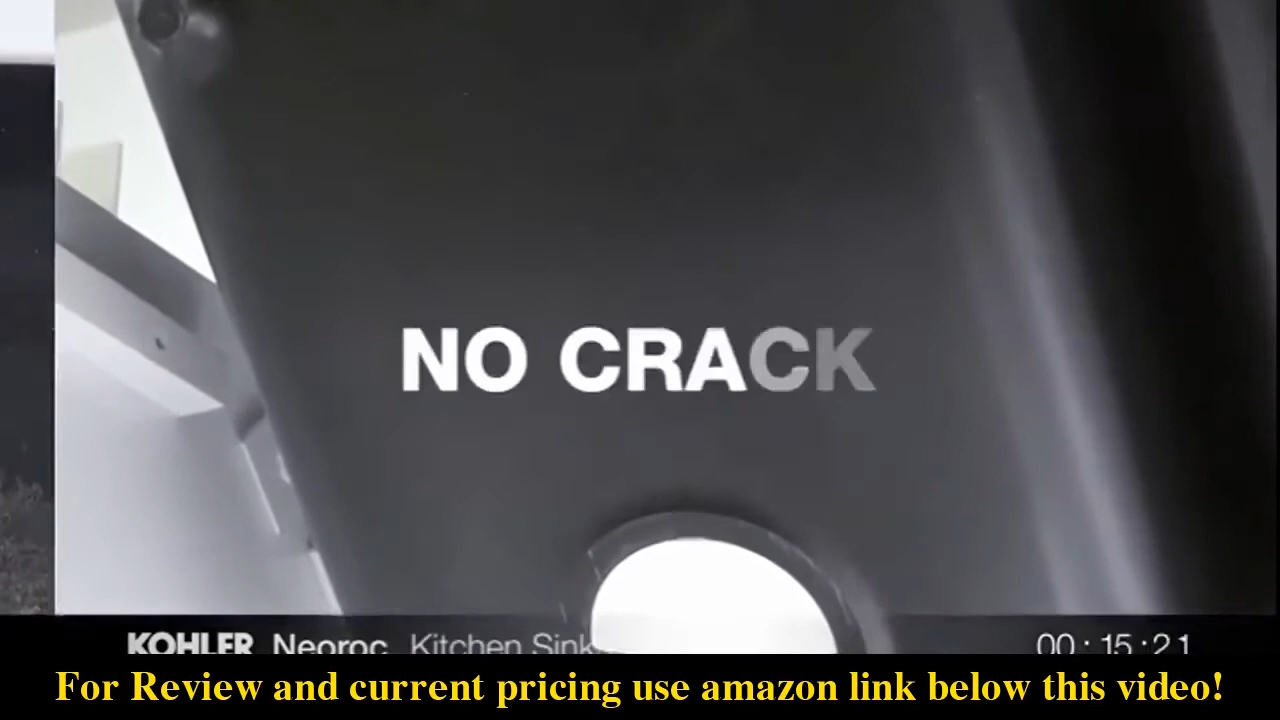 NO CRACK
KOHLER Neoroc Kitchen Sink
00:15:21
For Review and current pricing use amazon link below this video!